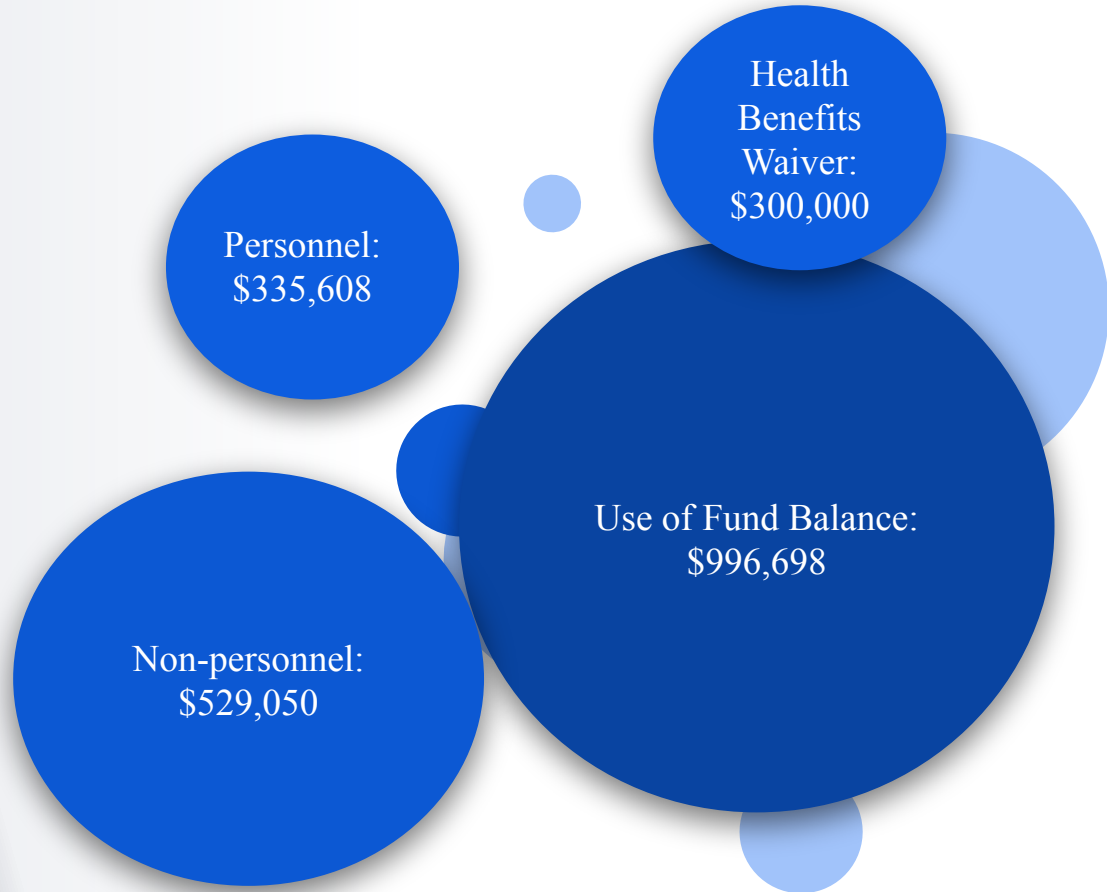 Health
Benefits
Waiver:
$300,000
Personnel:
$335,608
Use of Fund Balance:
$996,698
Non-personnel:
$529,050